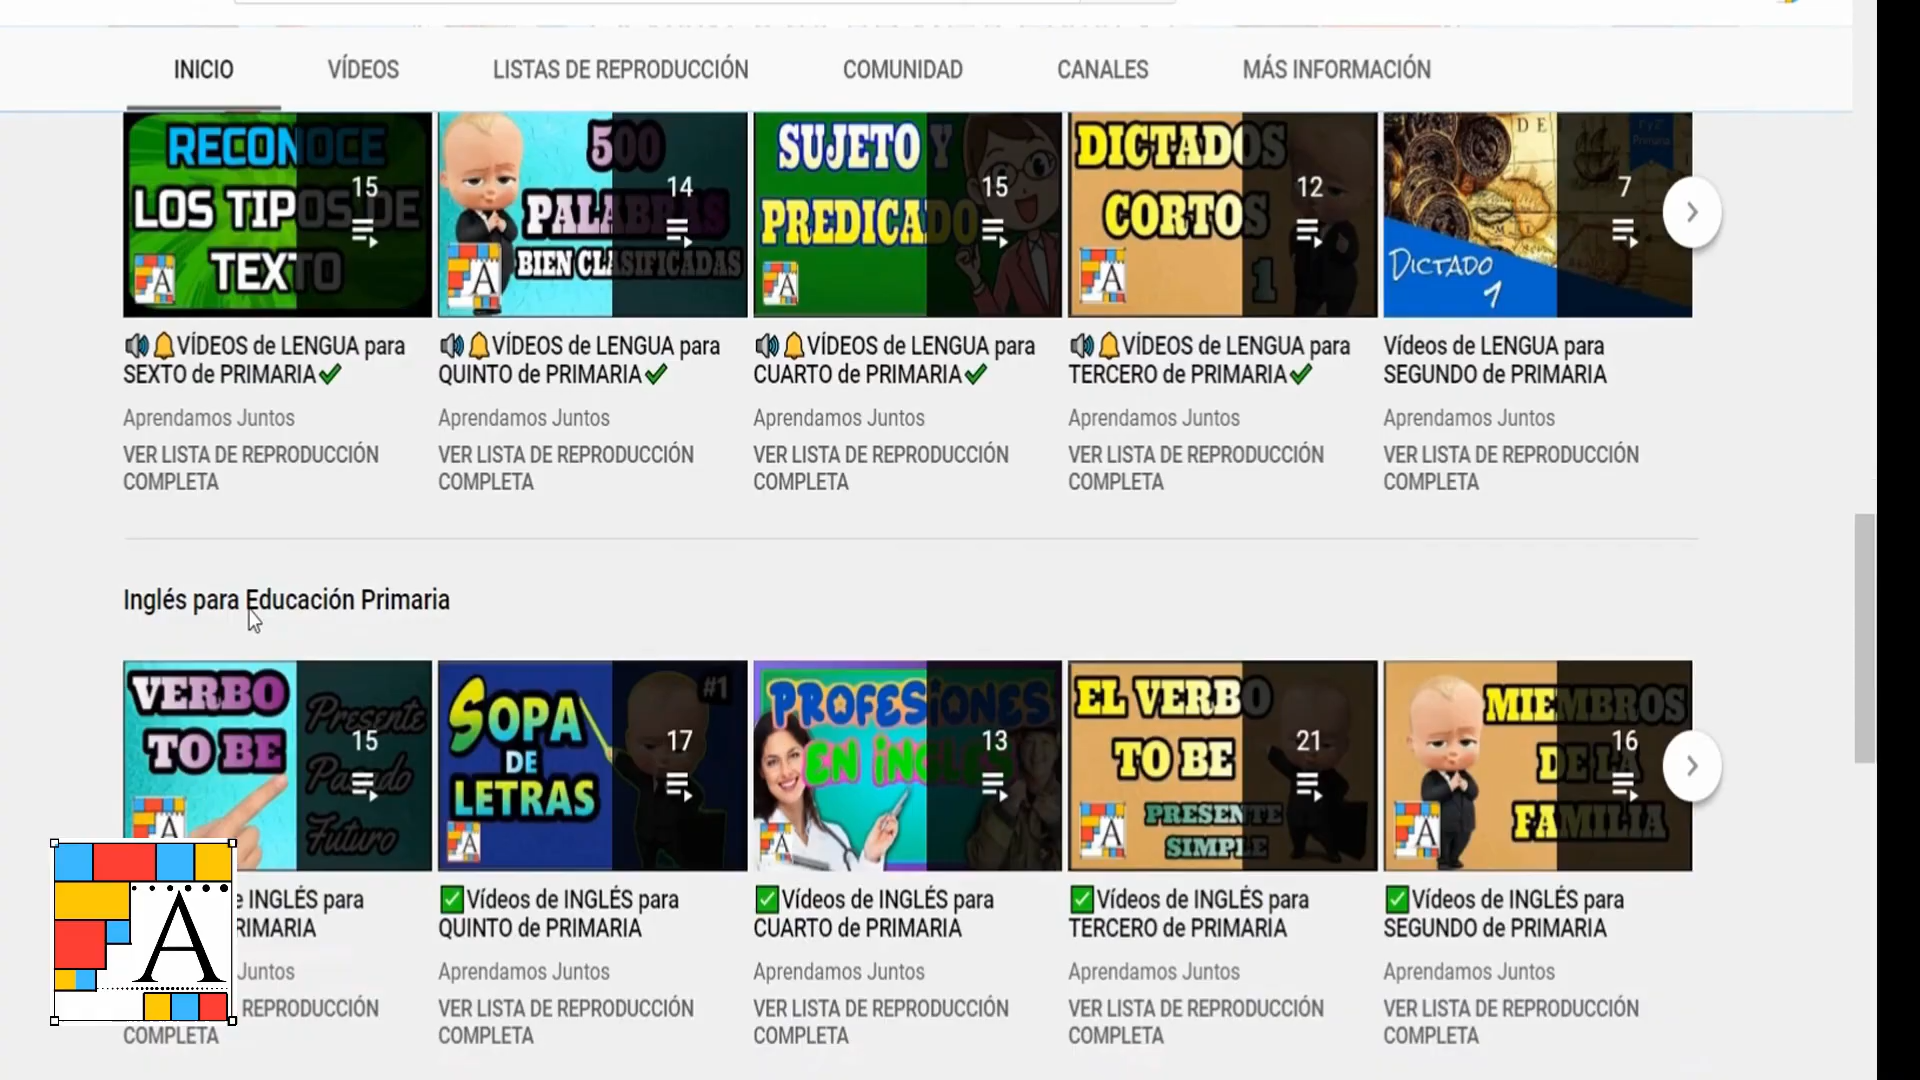 INICIO VÍDEOS LISTAS DE REPRODUCCIÓN COMUNIDAD CANALES MÁS INFORMACIÓN
RECONOCE
LOS TIPOS DE
TEXTO
15
500
PALABRAS
BIEN CLASIFICADAS
A
14
SUJETO Y
PREDICADO
15
DICTADOS
CORTOS
1
A
12
DICTADO
1
7
🔊🔔VÍDEOS de LENGUA para
SEXTO de PRIMARIA✔
Aprendamos Juntos
VER LISTA DE REPRODUCCIÓN
COMPLETA
🔊🔔VÍDEOS de LENGUA para
QUINTO de PRIMARIA✔
Aprendamos Juntos
VER LISTA DE REPRODUCCIÓN
COMPLETA
🔊🔔VÍDEOS de LENGUA para
CUARTO de PRIMARIA✔
Aprendamos Juntos
VER LISTA DE REPRODUCCIÓN
COMPLETA
🔊🔔VÍDEOS de LENGUA para
TERCERO de PRIMARIA✔
Aprendamos Juntos
VER LISTA DE REPRODUCCIÓN
COMPLETA
Vídeos de LENGUA para
SEGUNDO de PRIMARIA
Aprendamos Juntos
VER LISTA DE REPRODUCCIÓN
COMPLETA
Inglés para Educación Primaria
VERBO
TO BE
Presente
Pasado
Futuro
15
SOPA
DE
LETRAS
#1
17
PROFESIONES
EN INGLÉS
13
EL VERBO
TO BE
PRESENTE
SIMPLE
21
MIEMBROS
DE LA
FAMILIA
16
A
e INGLÉS para
RIMARIA
Juntos
REPRODUCCIÓN
COMPLETA
✅Vídeos de INGLÉS para
QUINTO de PRIMARIA
Aprendamos Juntos
VER LISTA DE REPRODUCCIÓN
COMPLETA
✅Vídeos de INGLÉS para
CUARTO de PRIMARIA
Aprendamos Juntos
VER LISTA DE REPRODUCCIÓN
COMPLETA
✅Vídeos de INGLÉS para
TERCERO de PRIMARIA
Aprendamos Juntos
VER LISTA DE REPRODUCCIÓN
COMPLETA
✅Vídeos de INGLÉS para
SEGUNDO de PRIMARIA
Aprendamos Juntos
VER LISTA DE REPRODUCCIÓN
COMPLETA